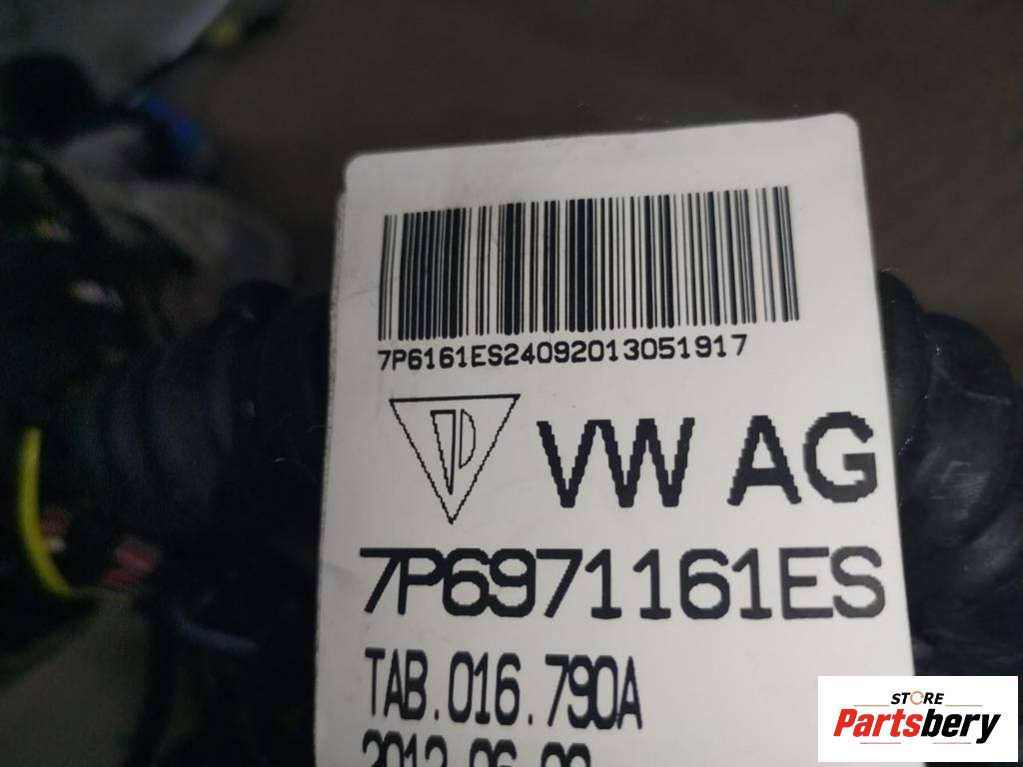 7P6161ES24092013051917
VW AG
7P6971161ES
TAB.016.790A
STORE
Partsbery